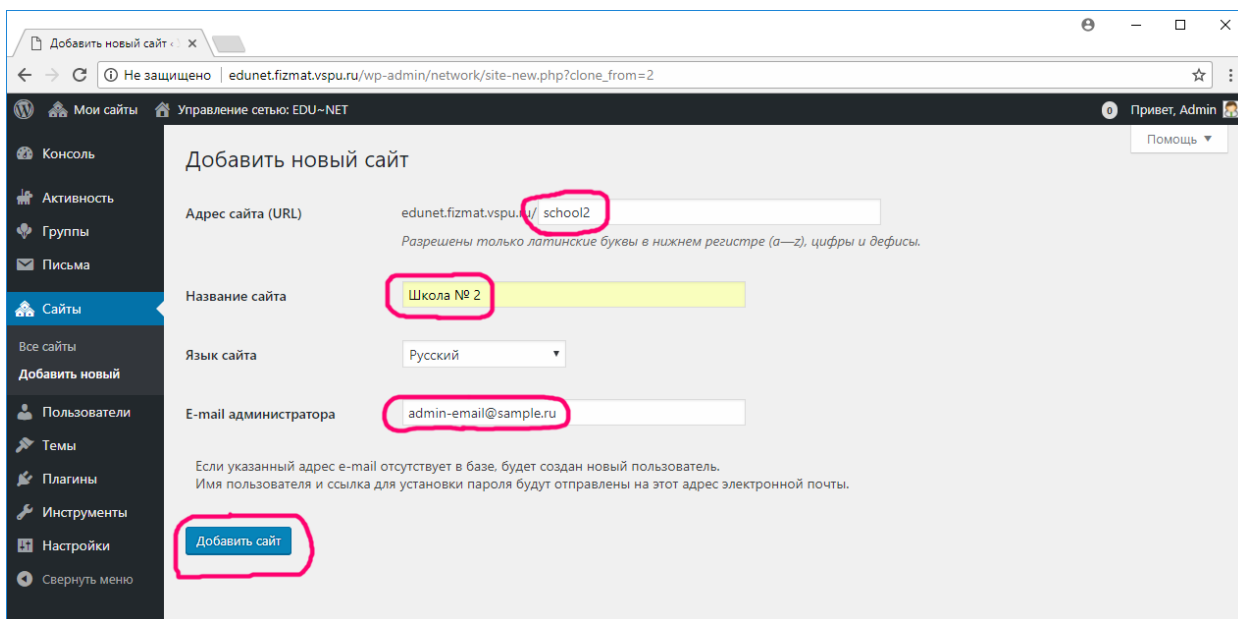 Добавить новый сайт ‹
Не защищено | edunet.fizmat.vspu.ru/wp-admin/network/site-new.php?clone_from=2
Мои сайты Управление сетью: EDU~NET 0 Привет, Admin
Помощь
Консоль
Активность
Группы
Письма
Сайты
Все сайты
Добавить новый
Пользователи
Темы
Плагины
Инструменты
Настройки
Свернуть меню
Добавить новый сайт
Адрес сайта (URL) edunet.fizmat.vspu.ru/ school2
Разрешены только латинские буквы в нижнем регистре (a—z), цифры и дефисы.
Название сайта Школа № 2
Язык сайта Русский
E-mail администратора admin-email@sample.ru
Если указанный адрес e-mail отсутствует в базе, будет создан новый пользователь.
Имя пользователя и ссылка для установки пароля будут отправлены на этот адрес электронной почты.
Добавить сайт